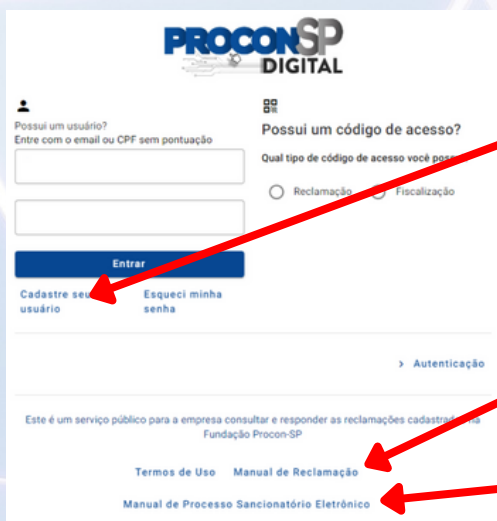 PROCONSP
DIGITAL
Possui um usuário?
Entre com o email ou CPF sem pontuação
Entrar
Cadastre seu
usuário
Esqueci minha
senha
Possui um código de acesso?
Qual tipo de código de acesso você
Reclamação
Fiscalização
> Autenticação
Este é um serviço público para a empresa consultar e responder as reclamações cadastradas na
Fundação Procon-SP
Termos de Uso Manual de Reclamação
Manual de Processo Sancionatório Eletrônico